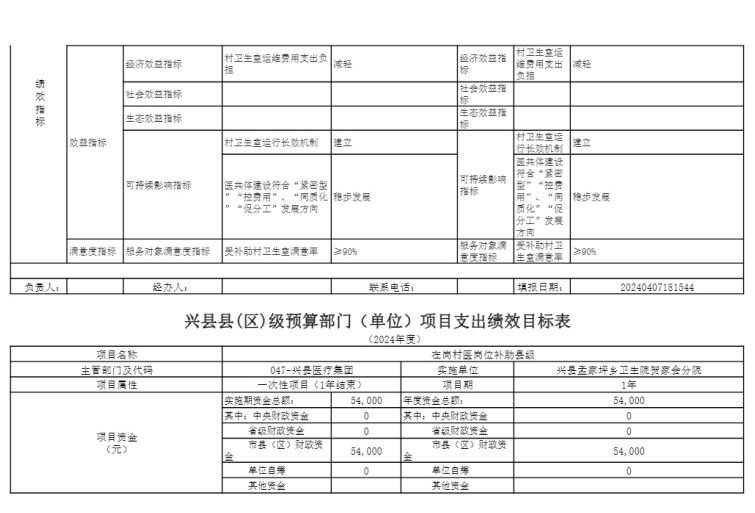 绩效指标
效益指标
经济效益指标 村卫生室运维费用支出负担 减轻 经济效益指标 村卫生室运维费用支出负担 减轻
社会效益指标 社会效益指标
生态效益指标 生态效益指标
可持续影响指标 村卫生室运行长效机制 建立 可持续影响指标 村卫生室运行长效机制 建立
医共体建设符合“紧密型”“控费用”、“同质化”“促分工”发展方向 稳步发展 医共体建设符合“紧密型”“控费用”、“同质化”“促分工”发展方向 稳步发展
满意度指标 服务对象满意度指标 受补助村卫生室满意率 ≥90% 服务对象满意度指标 受补助村卫生室满意率 ≥90%
负责人： 经办人： 联系电话： 填报日期： 20240407181544
兴县县(区)级预算部门（单位）项目支出绩效目标表
（2024年度）
项目名称 在岗村医岗位补助县级
主管部门及代码 047-兴县医疗集团 实施单位 兴县孟家坪乡卫生院贺家会分院
项目属性 一次性项目（1年结束） 项目期 1年
项目资金（元）
实施期资金总额： 54,000 年度资金总额： 54,000
其中：中央财政资金 0 其中：中央财政资金 0
省级财政资金 0 省级财政资金 0
市县（区）财政资金 54,000 市县（区）财政资金 54,000
单位自筹 0 单位自筹 0
其他资金 其他资金